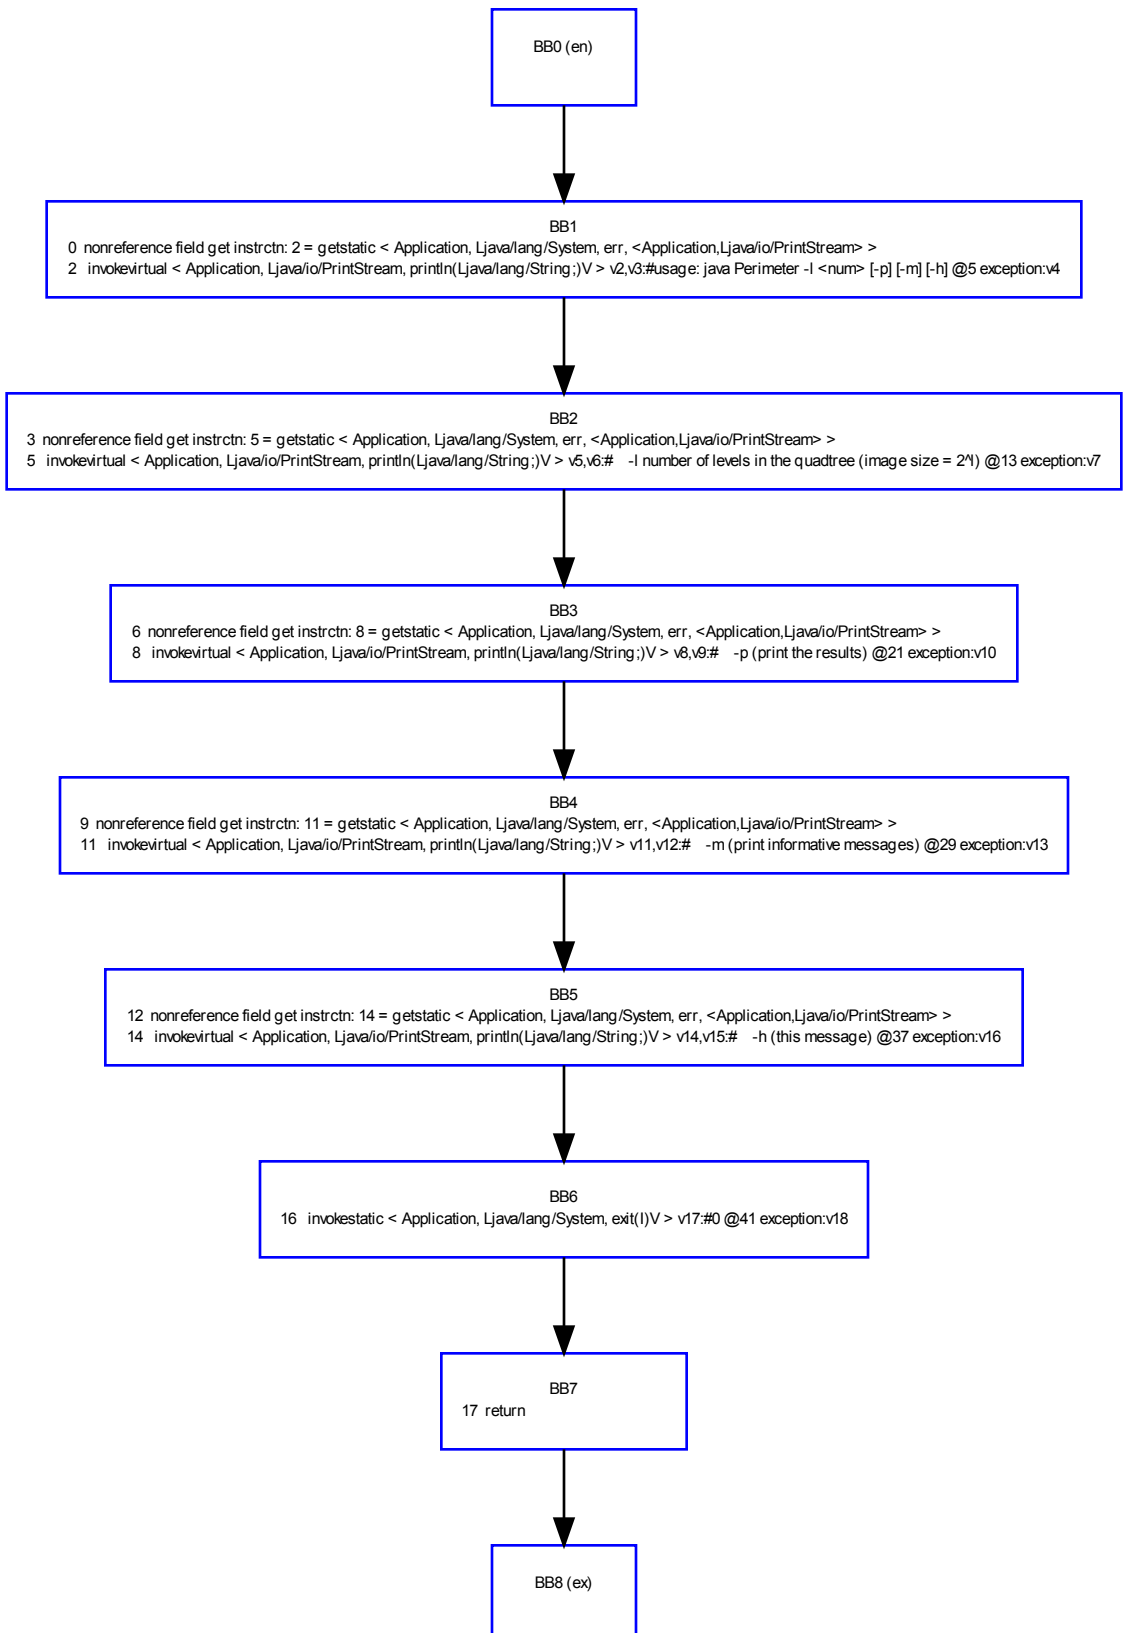 BB0 (en)
BB1
0 nonreference field get instrctn: 2 = getstatic < Application, Ljava/lang/System, err, <Application,Ljava/io/PrintStream> >
2 invokevirtual < Application, Ljava/io/PrintStream, println(Ljava/lang/String;)V > v2,v3:#usage: java Perimeter -l <num> [-p] [-m] [-h] @5 exception:v4
BB2
3 nonreference field get instrctn: 5 = getstatic < Application, Ljava/lang/System, err, <Application,Ljava/io/PrintStream> >
5 invokevirtual < Application, Ljava/io/PrintStream, println(Ljava/lang/String;)V > v5,v6:#    -l number of levels in the quadtree (image size = 2^l) @13 exception:v7
BB3
6 nonreference field get instrctn: 8 = getstatic < Application, Ljava/lang/System, err, <Application,Ljava/io/PrintStream> >
8 invokevirtual < Application, Ljava/io/PrintStream, println(Ljava/lang/String;)V > v8,v9:#    -p (print the results) @21 exception:v10
BB4
9 nonreference field get instrctn: 11 = getstatic < Application, Ljava/lang/System, err, <Application,Ljava/io/PrintStream> >
11 invokevirtual < Application, Ljava/io/PrintStream, println(Ljava/lang/String;)V > v11,v12:#    -m (print informative messages) @29 exception:v13
BB5
12 nonreference field get instrctn: 14 = getstatic < Application, Ljava/lang/System, err, <Application,Ljava/io/PrintStream> >
14 invokevirtual < Application, Ljava/io/PrintStream, println(Ljava/lang/String;)V > v14,v15:#    -h (this message) @37 exception:v16
BB6
16 invokestatic < Application, Ljava/lang/System, exit(I)V > v17:#0 @41 exception:v18
BB7
17 return
BB8 (ex)